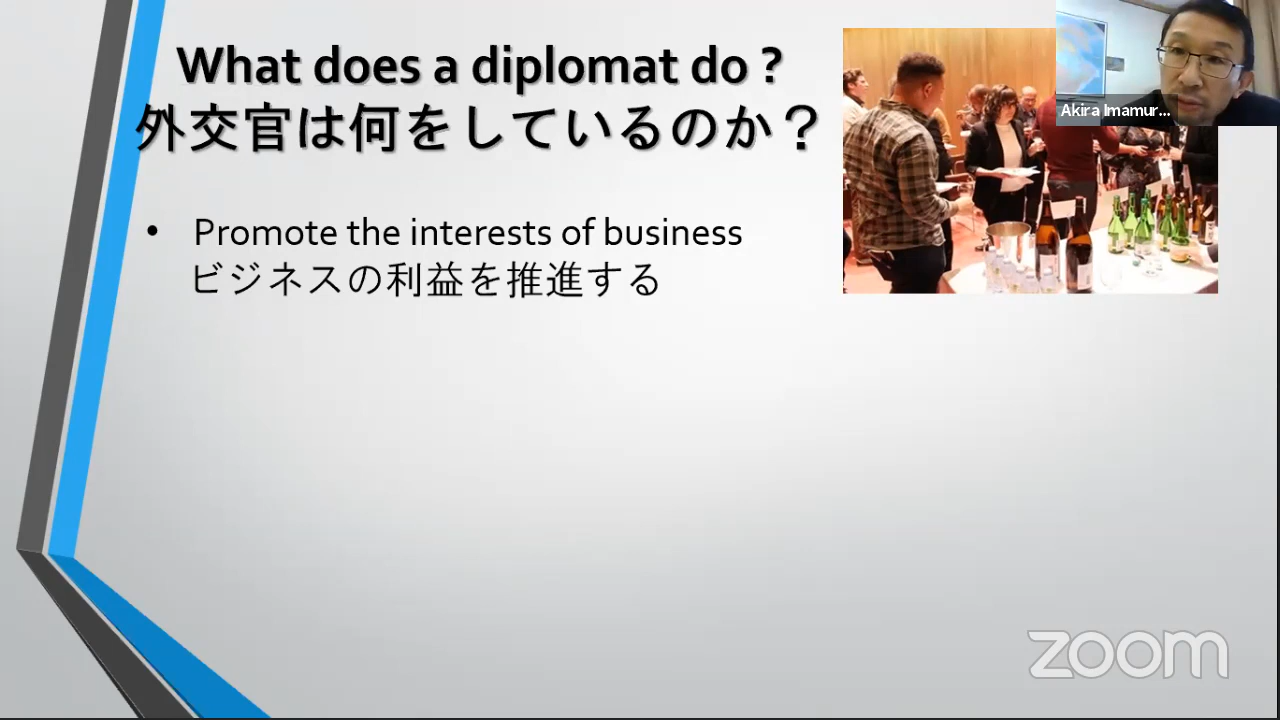 What does a diplomat do ?
外交官は何をしているのか？
• Promote the interests of business
ビジネスの利益を推進する
Akira Imamur...
zoom